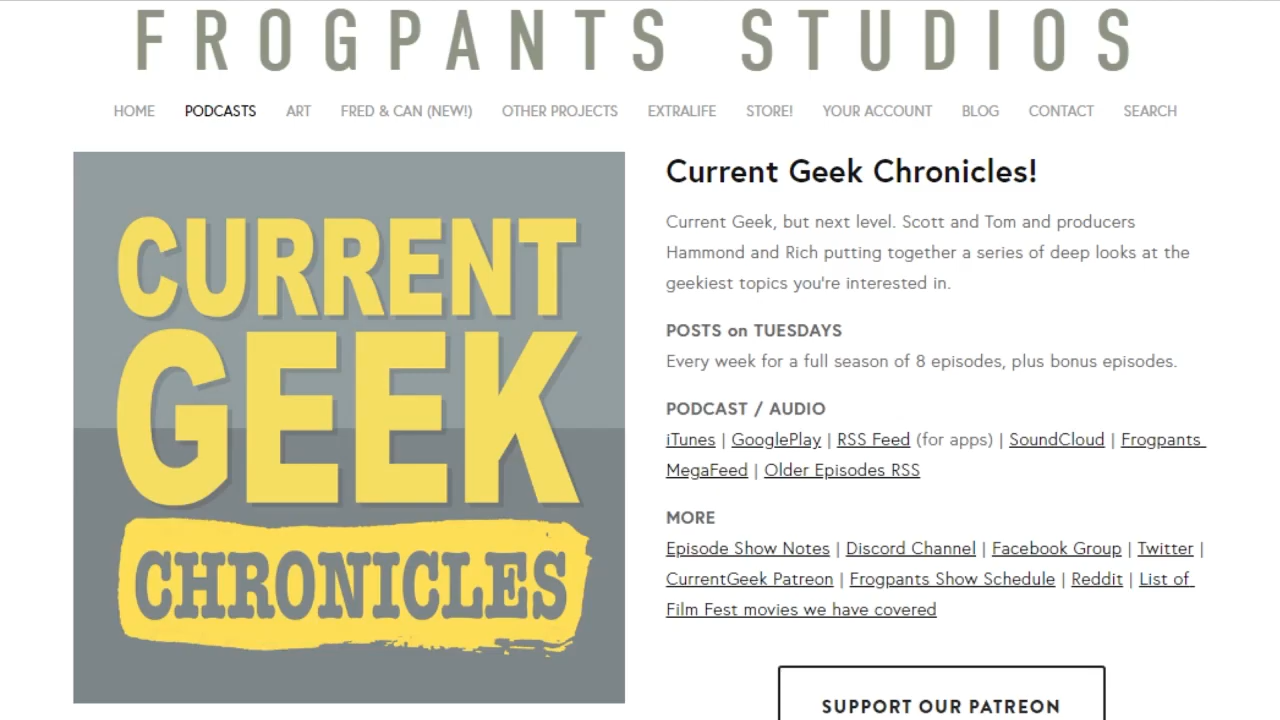 FROGPANTS STUDIOS
HOME PODCASTS ART FRED & CAN (NEW!) OTHER PROJECTS EXTRALIFE STORE! YOUR ACCOUNT BLOG CONTACT SEARCH
CURRENT
GEEK
CHRONICLES
Current Geek Chronicles!
Current Geek, but next level. Scott and Tom and producers
Hammond and Rich putting together a series of deep looks at the
geekiest topics you're interested in.
POSTS on TUESDAYS
Every week for a full season of 8 episodes, plus bonus episodes.
PODCAST / AUDIO
iTunes | GooglePlay | RSS Feed (for apps) | SoundCloud | Frogpants
MegaFeed | Older Episodes RSS
MORE
Episode Show Notes | Discord Channel | Facebook Group | Twitter |
CurrentGeek Patreon | Frogpants Show Schedule | Reddit | List of
Film Fest movies we have covered
SUPPORT OUR PATREON